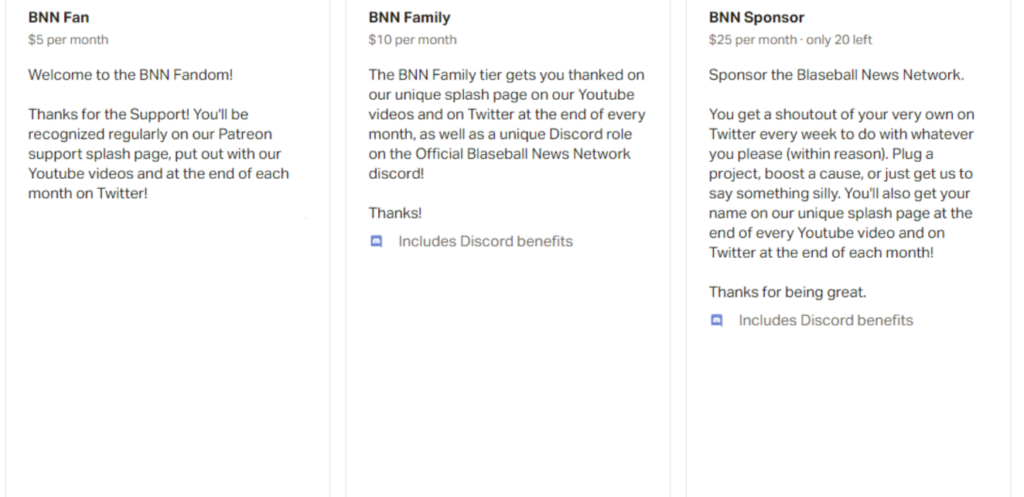 BNN Fan
$5 per month
Welcome to the BNN Fandom!
Thanks for the Support! You'll be
recognized regularly on our Patreon
support splash page, put out with our
Youtube videos and at the end of each
month on Twitter!
BNN Family
$10 per month
The BNN Family tier gets you thanked on
our unique splash page on our Youtube
videos and on Twitter at the end of every
month, as well as a unique Discord role
on the Official Blaseball News Network
discord!
Thanks!
Includes Discord benefits
BNN Sponsor
$25 per month · only 20 left
Sponsor the Blaseball News Network.
You get a shoutout of your very own on
Twitter every week to do with whatever
you please (within reason). Plug a
project, boost a cause, or just get us to
say something silly. You'll also get your
name on our unique splash page at the
end of every Youtube video and on
Twitter at the end of each month!
Thanks for being great.
Includes Discord benefits